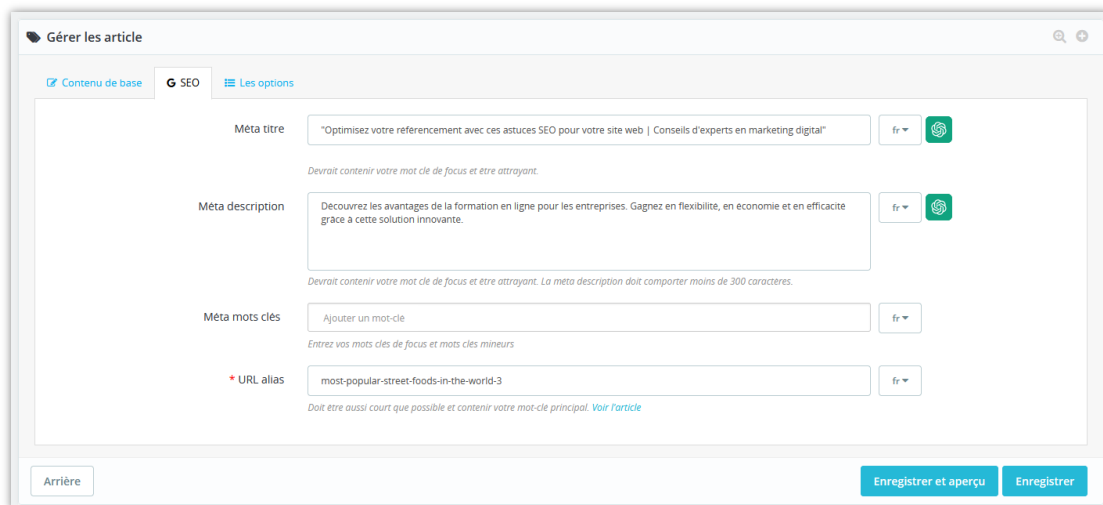 Gérer les article
Contenu de base
G SEO
Les options
Méta titre
"Optimisez votre référencement avec ces astuces SEO pour votre site web | Conseils d'experts en marketing digital"
fr
Devrait contenir votre mot clé de focus et être attrayant.
Méta description
Découvrez les avantages de la formation en ligne pour les entreprises. Gagnez en flexibilité, en économie et en efficacité
grâce à cette solution innovante.
fr
Devrait contenir votre mot clé de focus et être attrayant. La méta description doit comporter moins de 300 caractères.
Méta mots clés
Ajouter un mot-clé
fr
Entrez vos mots clés de focus et mots clés mineurs
* URL alias
most-popular-street-foods-in-the-world-3
fr
Doit être aussi court que possible et contenir votre mot-clé principal. Voir l'article
Arrière
Enregistrer et aperçu
Enregistrer